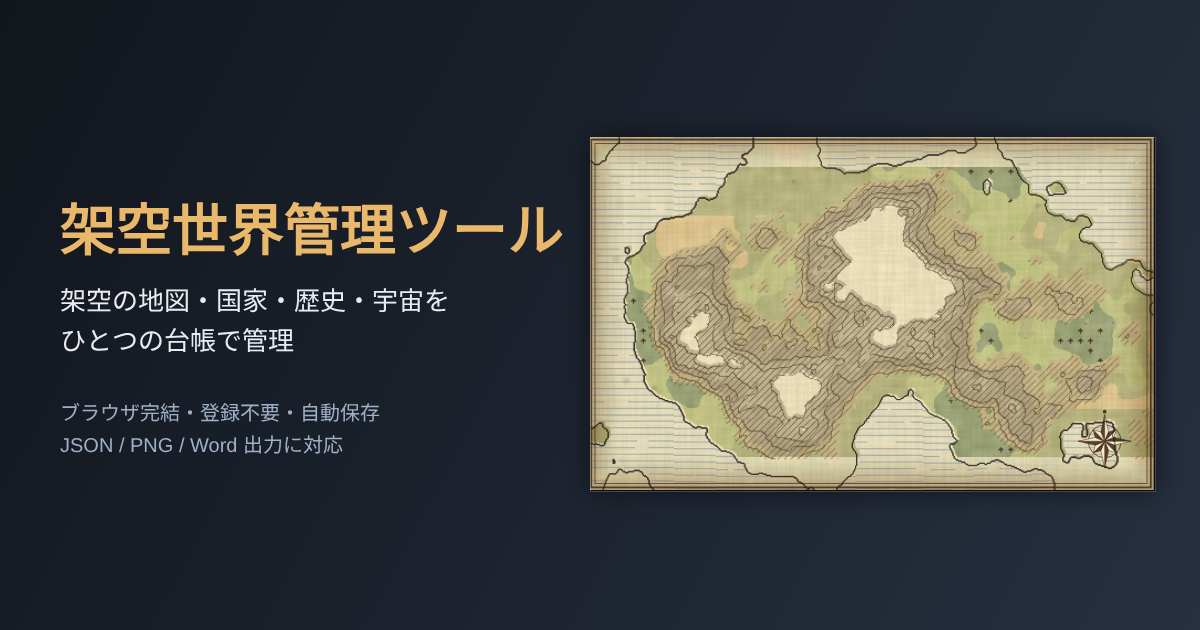 架空世界管理ツール
架空の地図・国家・歴史・宇宙を
ひとつの台帳で管理
ブラウザ完結・登録不要・自動保存
JSON / PNG / Word 出力に対応